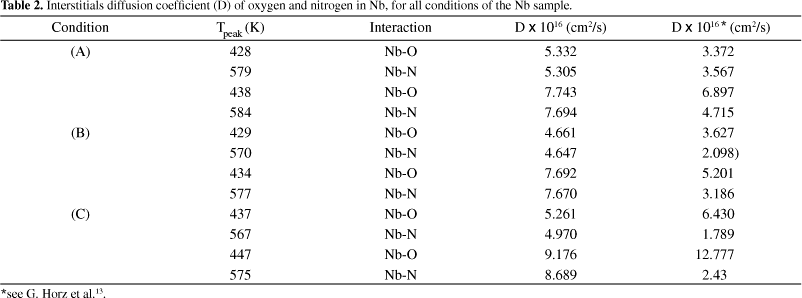 Table 2. Interstitials diffusion coefficient (D) of oxygen and nitrogen in Nb, for all conditions of the Nb sample.
Condition T peak (K) Interaction D x 10¹⁶ (cm²/s) D x 10¹⁶* (cm²/s)
(A) 428 Nb-O 5.332 3.372
579 Nb-N 5.305 3.567
438 Nb-O 7.743 6.897
584 Nb-N 7.694 4.715
(B) 429 Nb-O 4.661 3.627
570 Nb-N 4.647 2.098)
434 Nb-O 7.692 5.201
577 Nb-N 7.670 3.186
(C) 437 Nb-O 5.261 6.430
567 Nb-N 4.970 1.789
447 Nb-O 9.176 12.777
575 Nb-N 8.689 2.43
*see G. Horz et al.¹³.